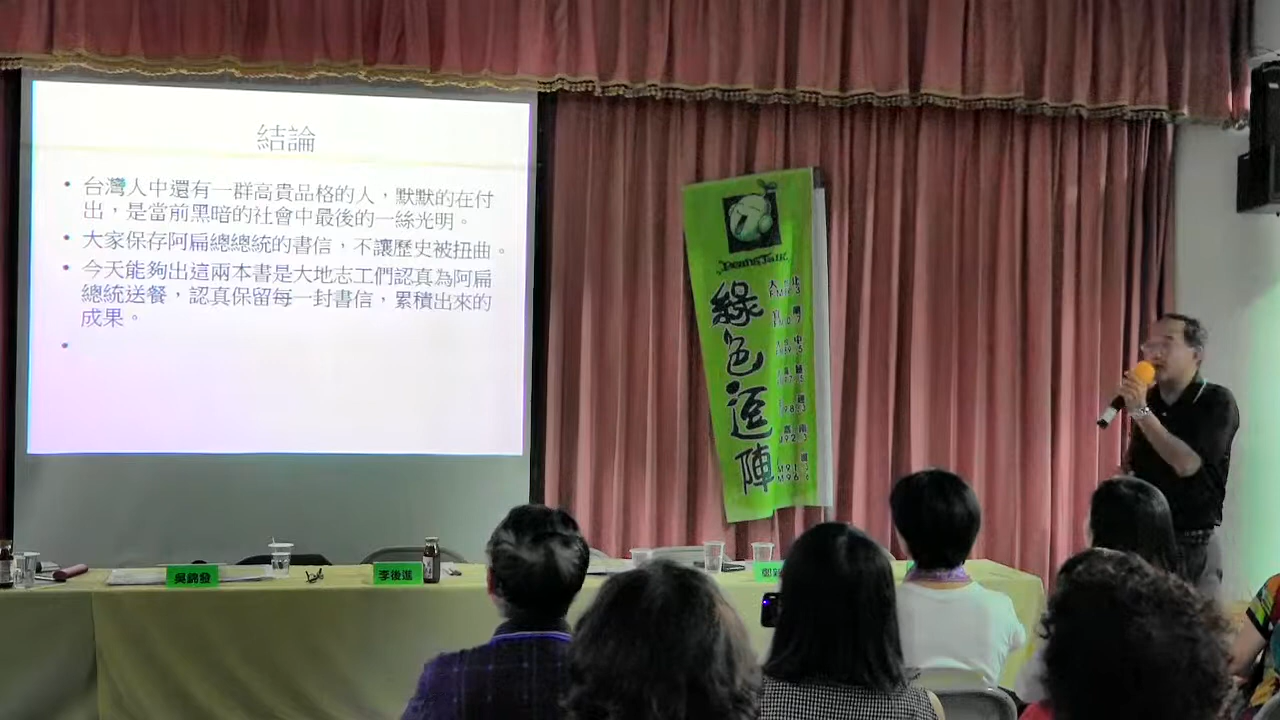 結論
台灣人中還有一群高貴品格的人，默默的在付
出，是當前黑暗的社會中最後的一絲光明。
大家保存阿扁總總統的書信，不讓歷史被扭曲。
今天能夠出這兩本書是大地志工們認真為阿扁
總統送餐，認真保留每一封書信，累積出來的
成果。
綠色逗陣
吳錦發
李後進
鄭